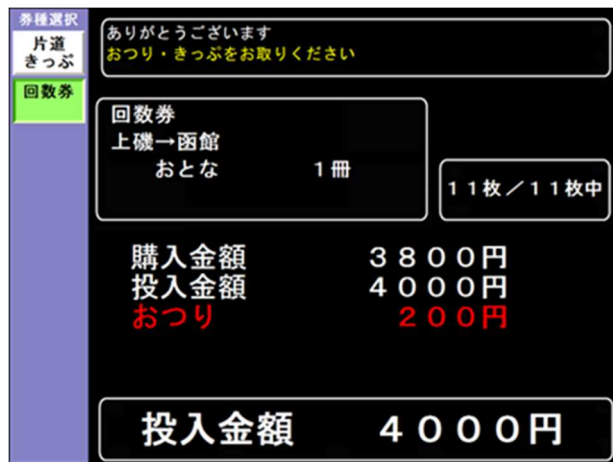 券種選択
片道
きっぷ
回数券
ありがとうございます
おつり・きっぷをお取りください
回数券
上磯→函館
おとな　　　1冊
11枚／11枚中
購入金額　　　3800円
投入金額　　　4000円
おつり　　　200円
投入金額　　4000円